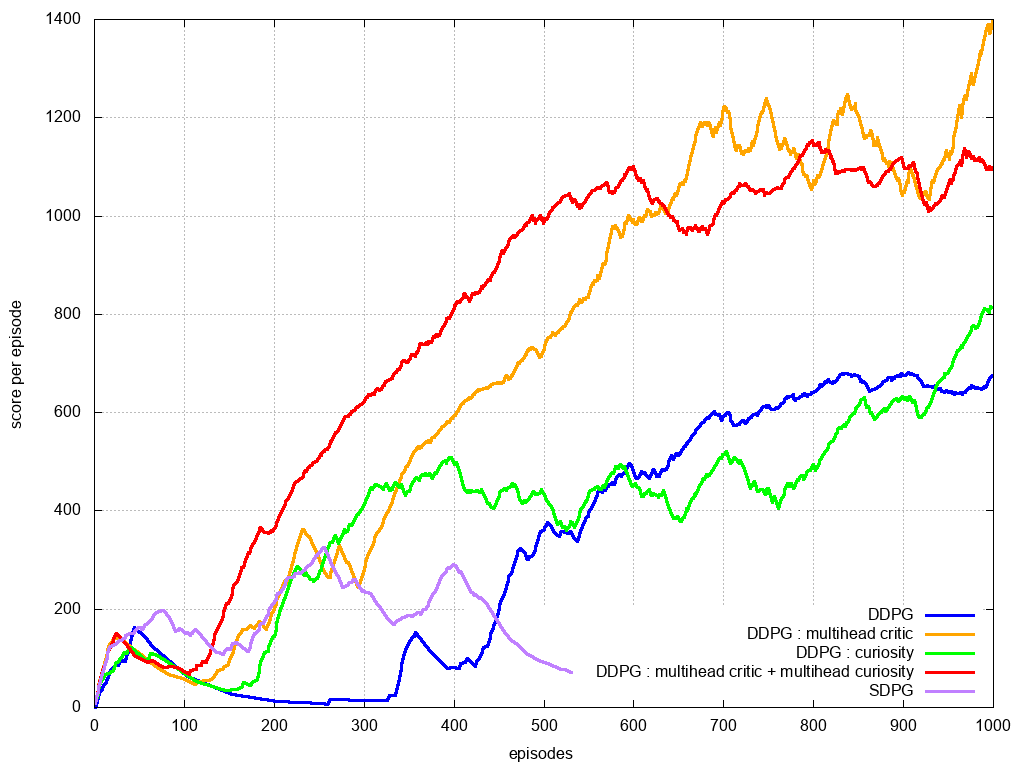 1400
1200
1000
800
600
400
200
0
score per episode
DDPG
DDPG : multihead critic
DDPG : curiosity
DDPG : multihead critic + multihead curiosity
SDPG
0 100 200 300 400 500 600 700 800 900 1000
episodes